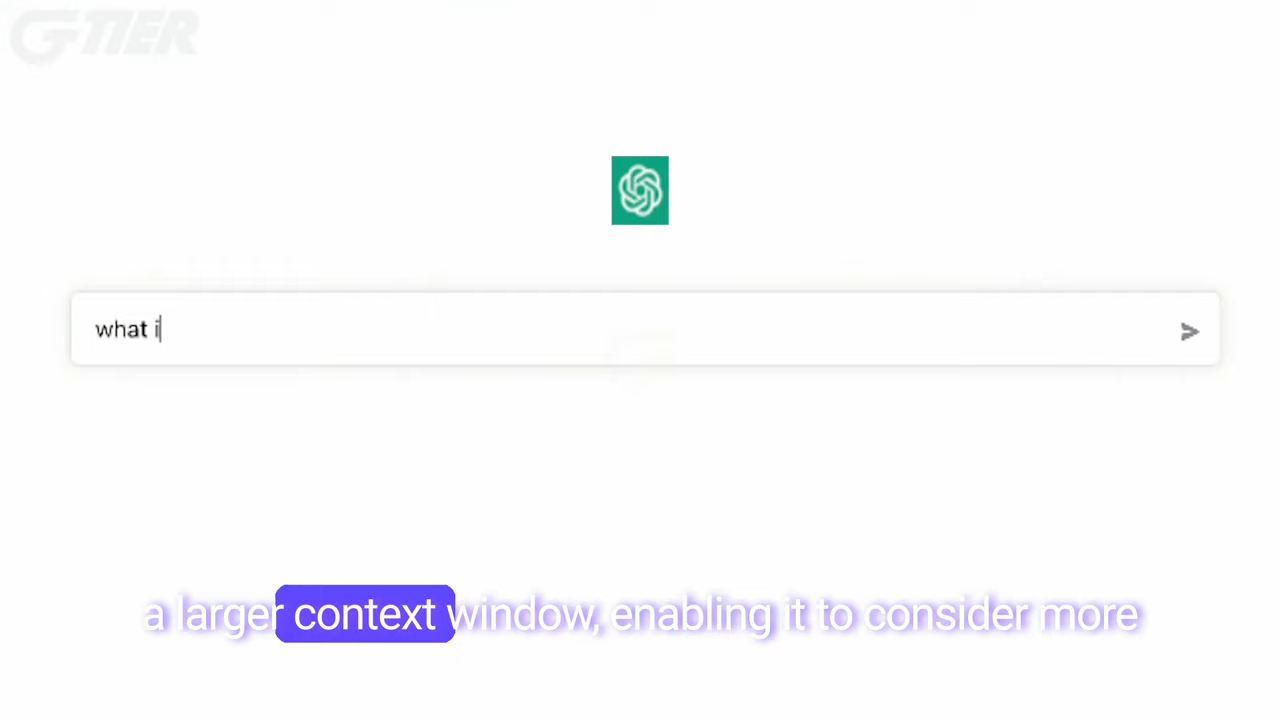 GTIER
what i
a larger context window, enabling it to consider more